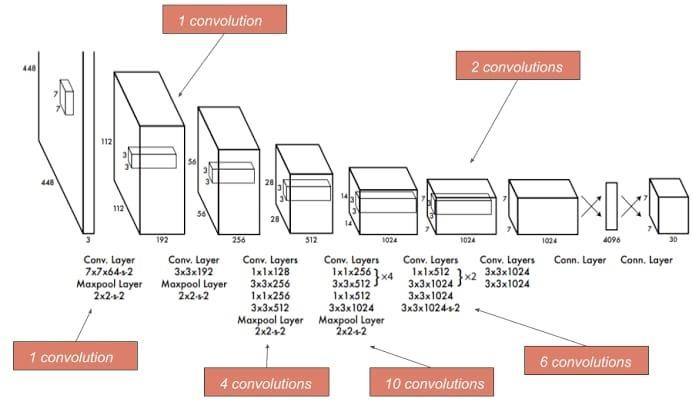 1 convolution
2 convolutions
448
7
7
448
3
112
3
3
112
192
56
3
3
56
256
28
3
3
28
512
14
3
3
14
1024
7
3
3
7
1024
7
7
1024
4096
7
7
30
Conv. Layer
7x7x64-s-2
Maxpool Layer
2x2-s-2
Conv. Layer
3x3x192
Maxpool Layer
2x2-s-2
Conv. Layers
1x1x128
3x3x256
1x1x256
3x3x512
Maxpool Layer
2x2-s-2
Conv. Layers
1x1x256
3x3x512
}×4
1x1x512
3x3x1024
Maxpool Layer
2x2-s-2
Conv. Layers
1x1x512
3x3x1024
}×2
3x3x1024
3x3x1024-s-2
Conv. Layers
3x3x1024
3x3x1024
Conn. Layer
Conn. Layer
1 convolution
4 convolutions
10 convolutions
6 convolutions